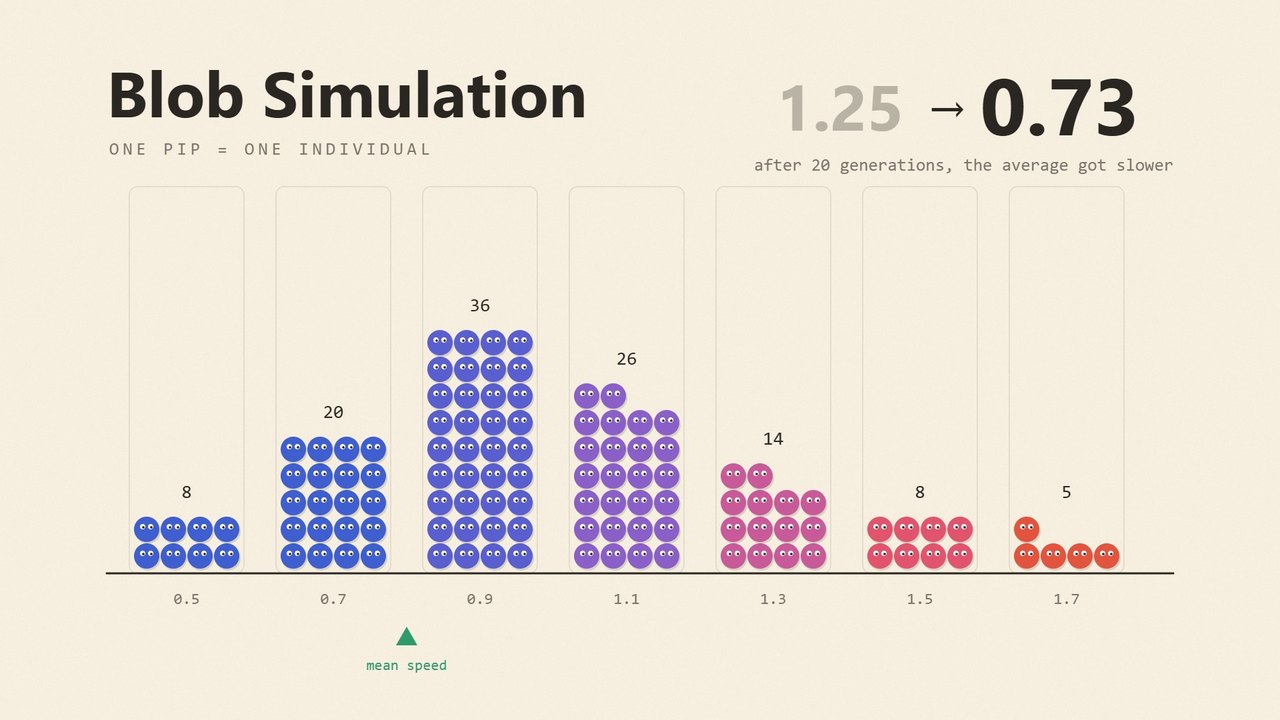 Blob Simulation
ONE PIP = ONE INDIVIDUAL
1.25 → 0.73
after 20 generations, the average got slower
8
20
36
26
14
8
5
0.5
0.7
0.9
1.1
1.3
1.5
1.7
mean speed